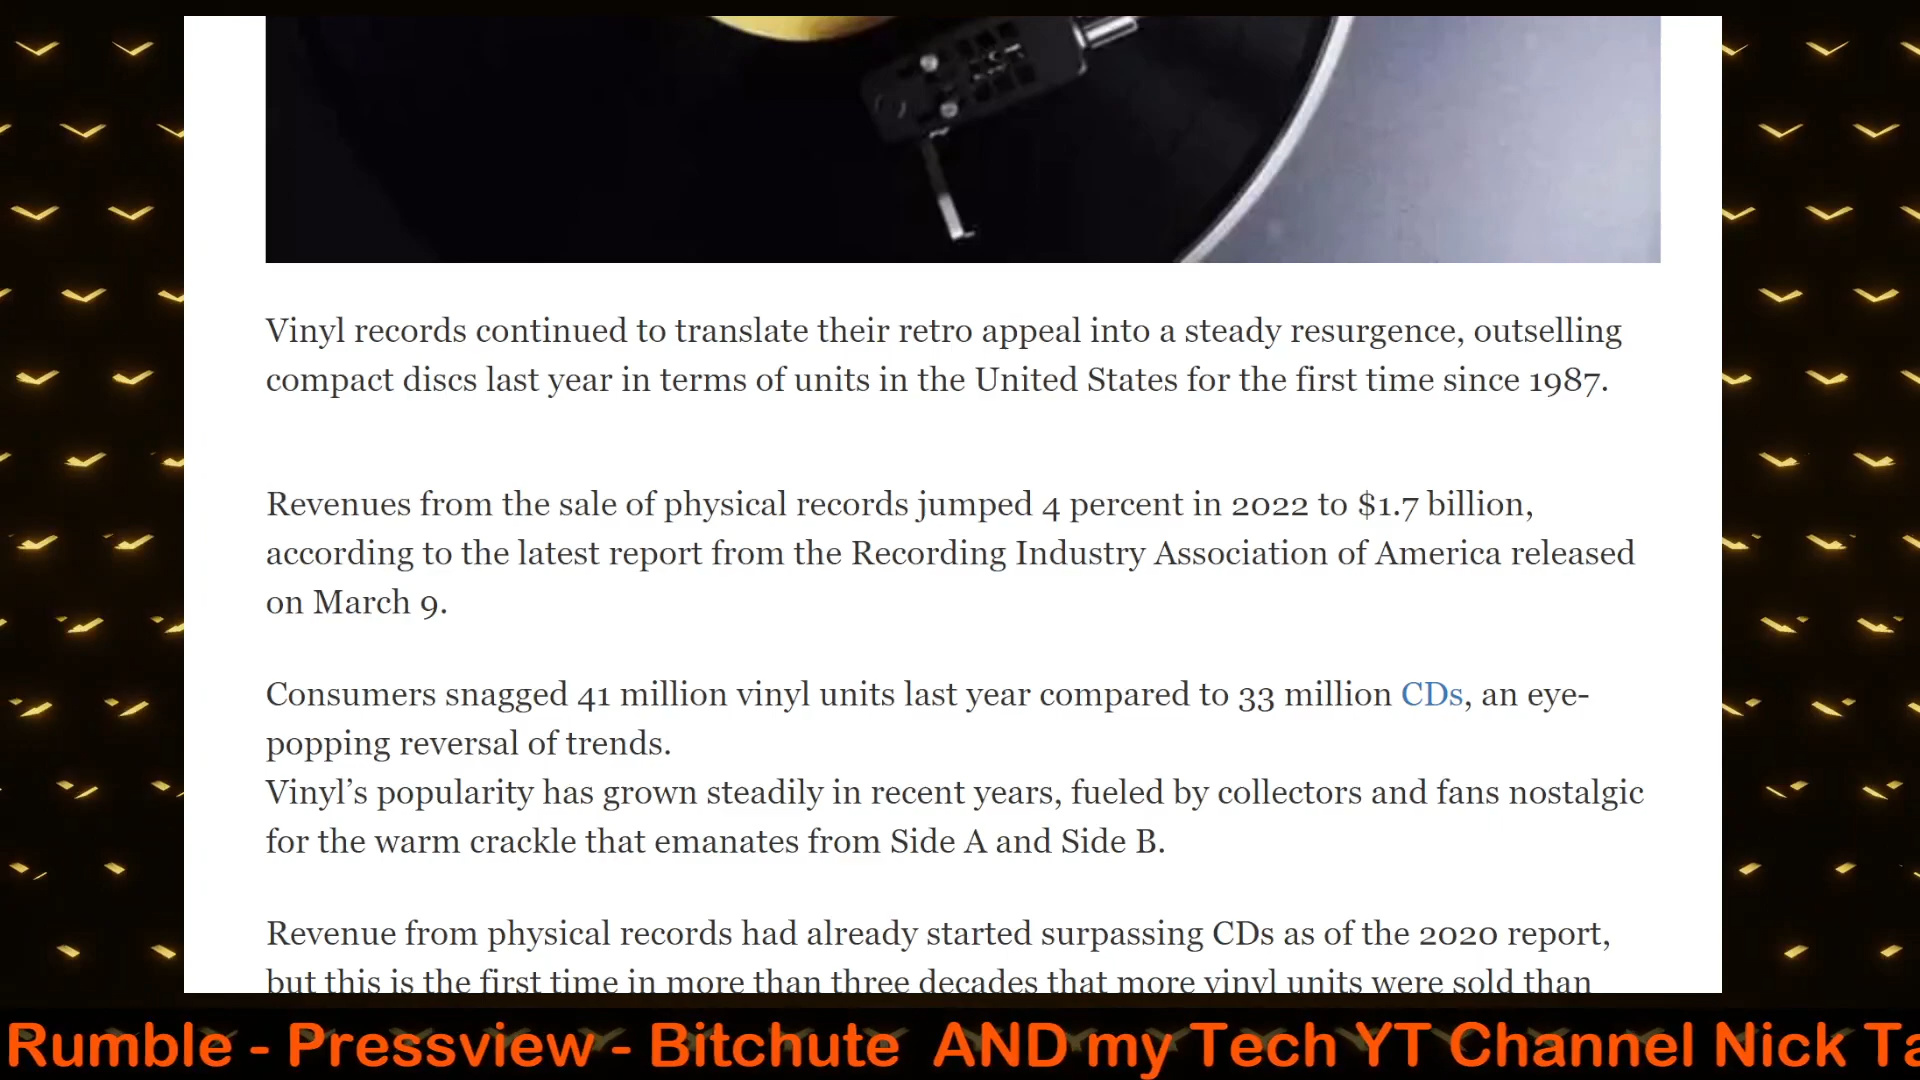 Vinyl records continued to translate their retro appeal into a steady resurgence, outselling
compact discs last year in terms of units in the United States for the first time since 1987.
Revenues from the sale of physical records jumped 4 percent in 2022 to $1.7 billion,
according to the latest report from the Recording Industry Association of America released
on March 9.
Consumers snagged 41 million vinyl units last year compared to 33 million CDs, an eye-
popping reversal of trends.
Vinyl’s popularity has grown steadily in recent years, fueled by collectors and fans nostalgic
for the warm crackle that emanates from Side A and Side B.
Revenue from physical records had already started surpassing CDs as of the 2020 report,
but this is the first time in more than three decades that more vinyl units were sold than
Rumble - Pressview - Bitchute AND my Tech YT Channel Nick